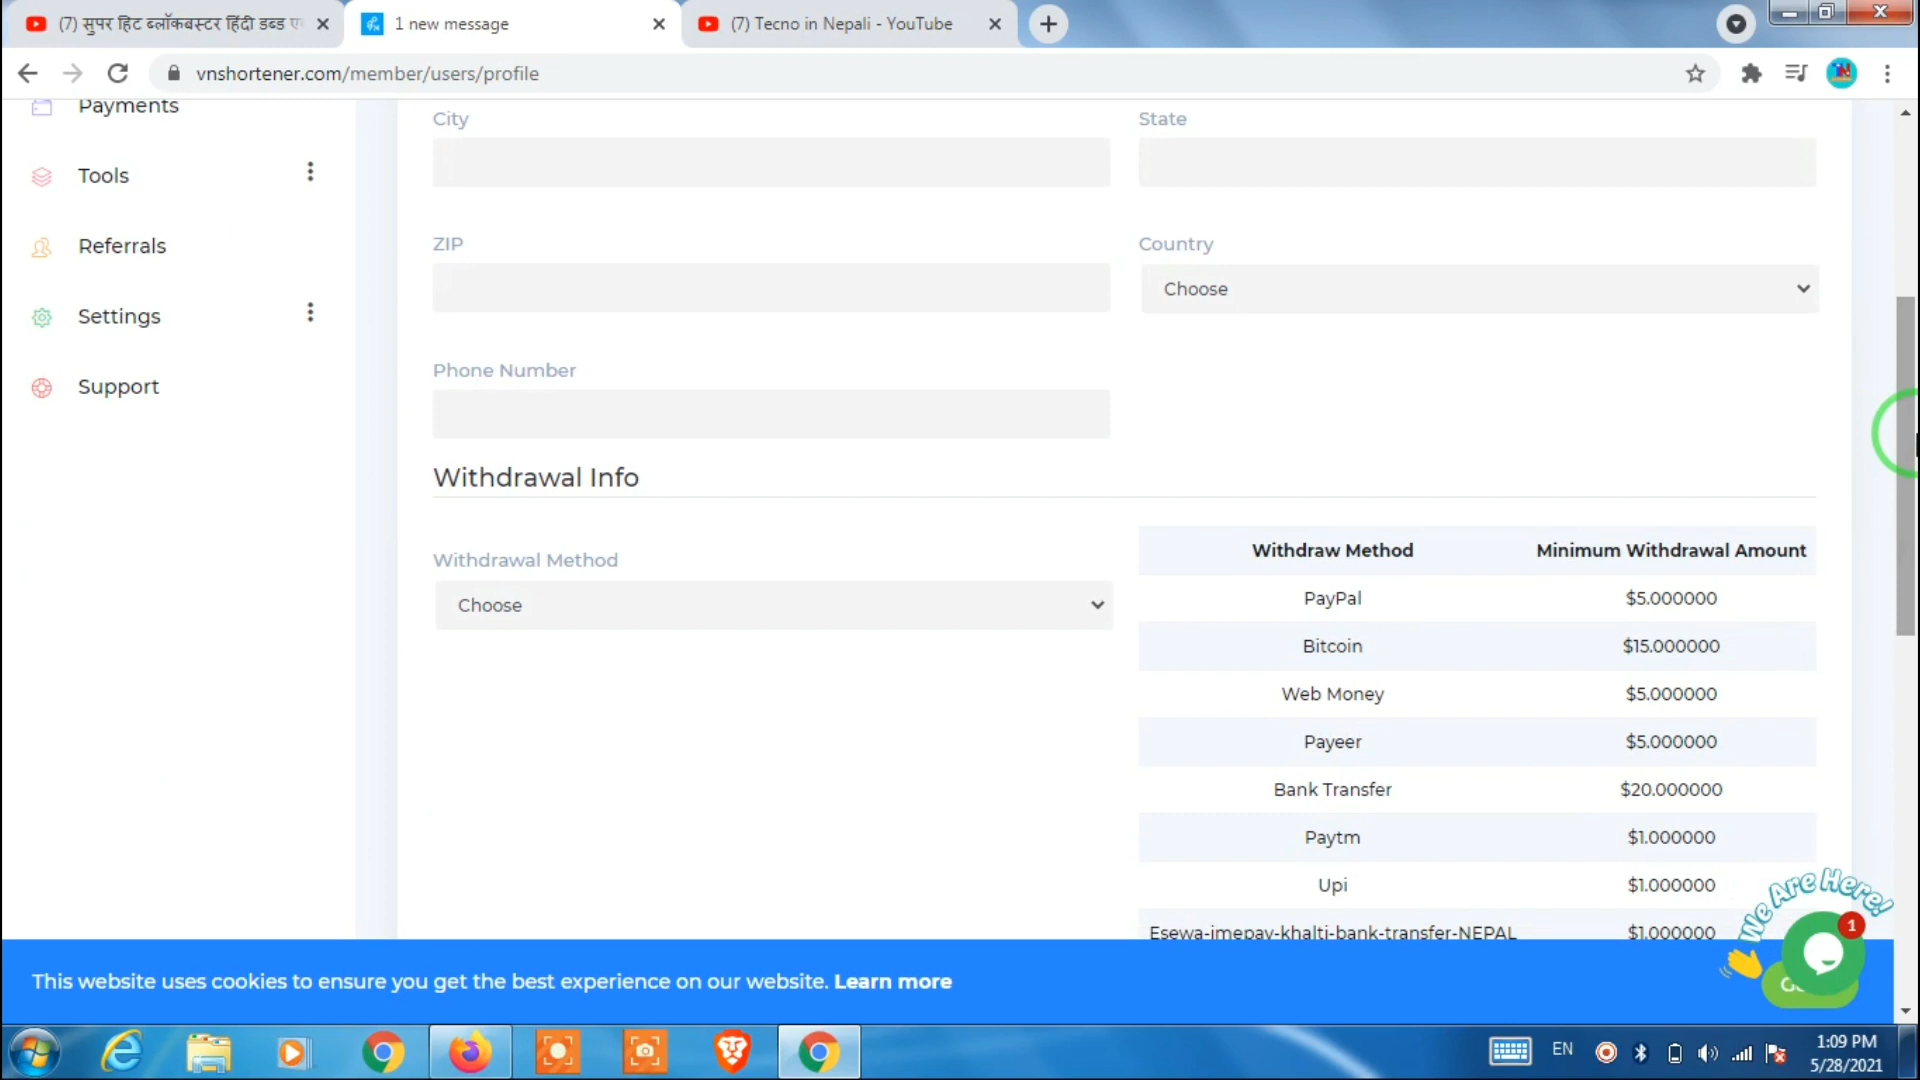 (7) सुपर हिट ब्लॉकबस्टर हिंदी डब्ड
1 new message
(7) Tecno in Nepali - YouTube
vnshortener.com/member/users/profile
Payments
Tools
Referrals
Settings
Support
City
State
ZIP
Country
Choose
Phone Number
Withdrawal Info
Withdrawal Method
Choose
Withdraw Method Minimum Withdrawal Amount
PayPal $5.000000
Bitcoin $15.000000
Web Money $5.000000
Payeer $5.000000
Bank Transfer $20.000000
Paytm $1.000000
Upi $1.000000
Esewa-imepay-khalti-bank-transfer-NEPAL $1.000000
We Are Here!
1
This website uses cookies to ensure you get the best experience on our website. Learn more
EN
1:09 PM
5/28/2021